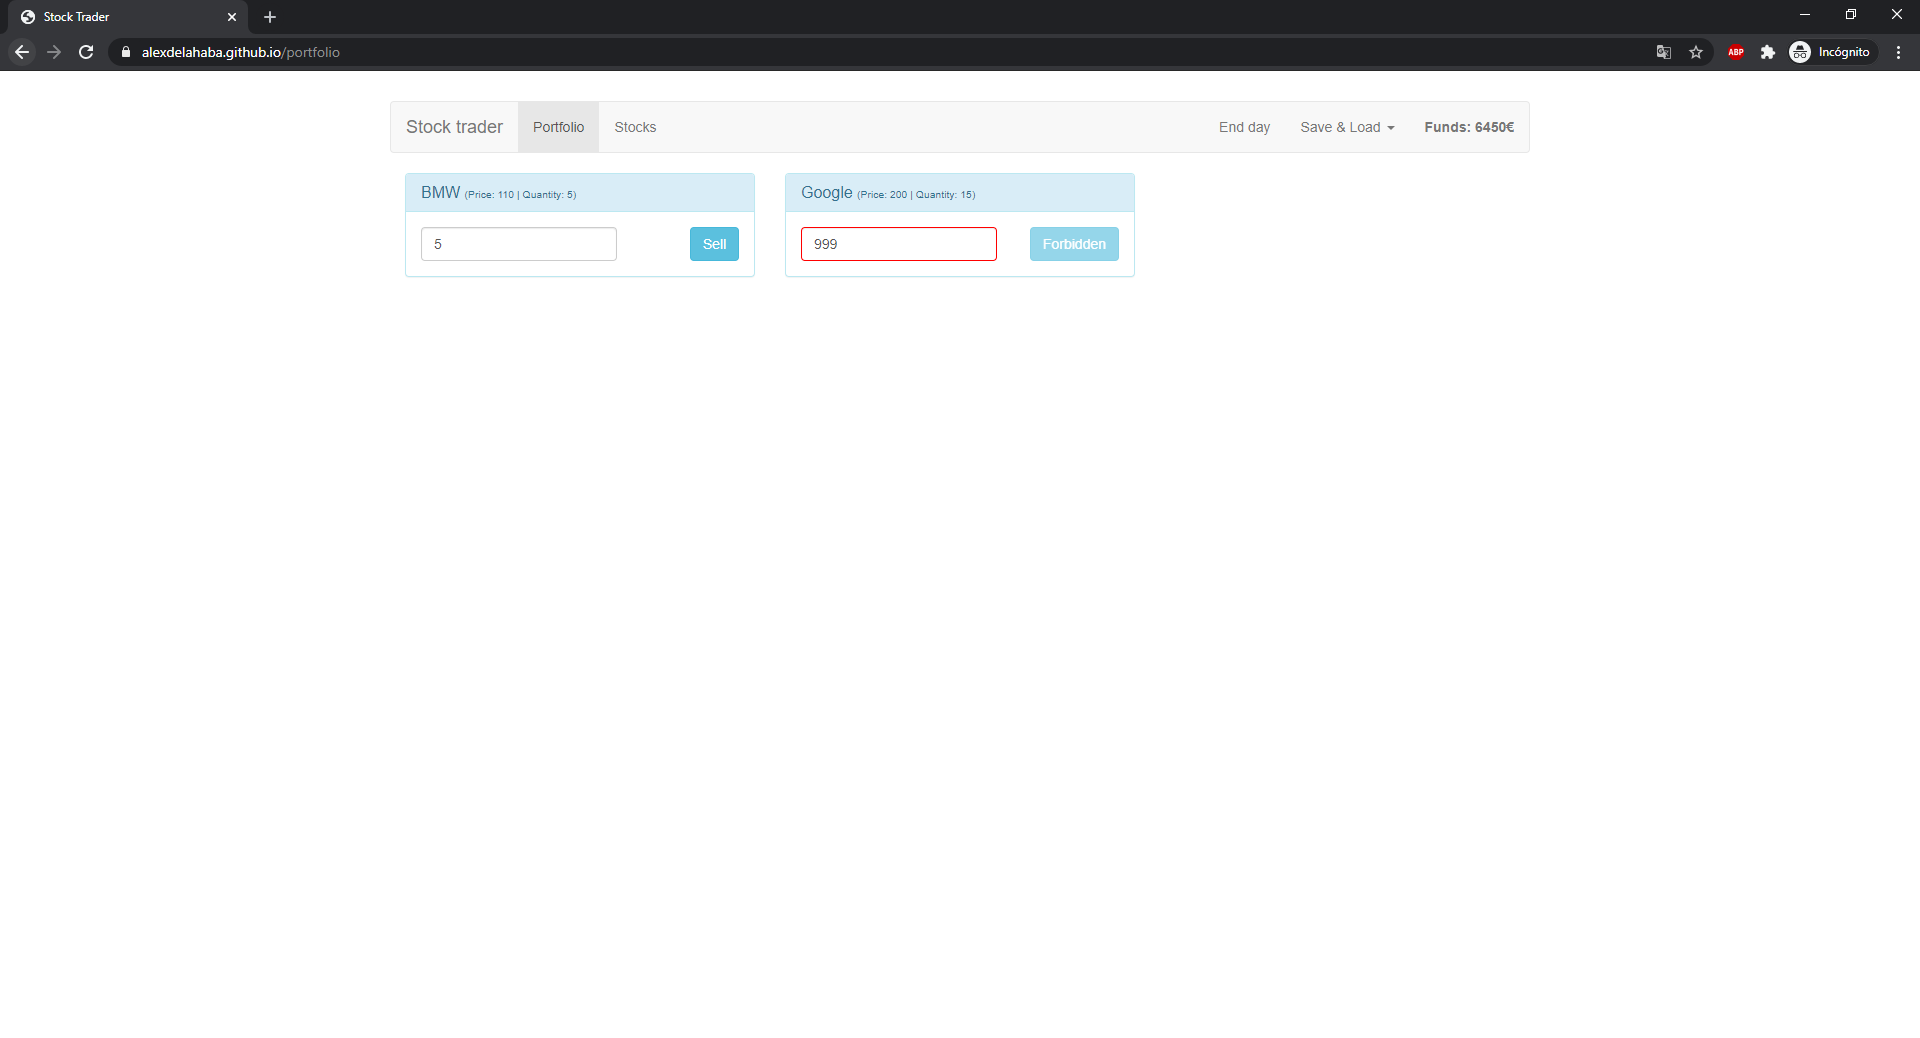 Stock Trader
alexdelahaba.github.io/portfolio
ABP
Incógnito
Stock trader
Portfolio
Stocks
End day
Save & Load
Funds: 6450€
BMW (Price: 110 | Quantity: 5)
5
Sell
Google (Price: 200 | Quantity: 15)
999
Forbidden